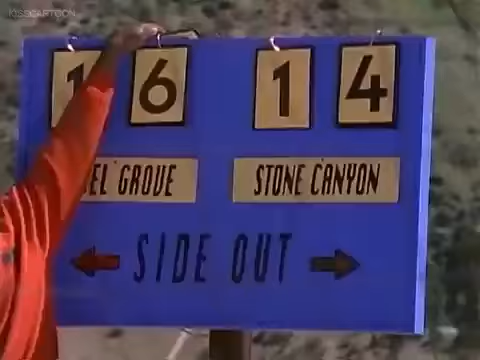 KISSCARTOON
16 14
EL GROVE STONE CANYON
SIDE OUT